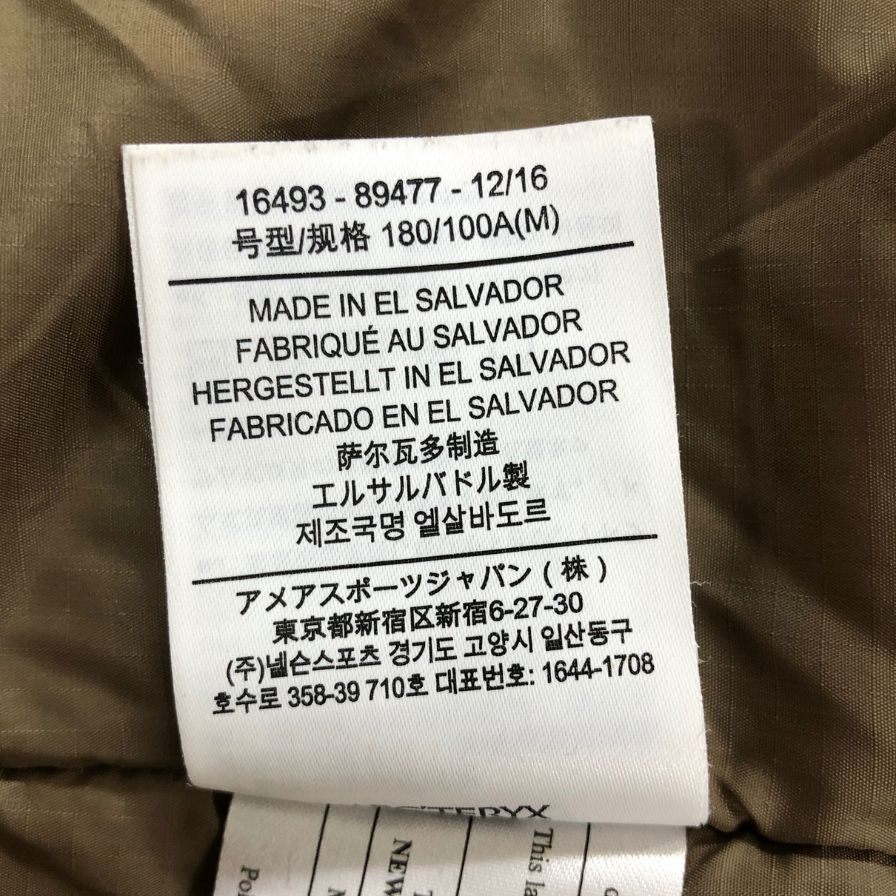 16493 - 89477 - 12/16
号型/规格 180/100A(M)
MADE IN EL SALVADOR
FABRIQUÉ AU SALVADOR
HERGESTELLT IN EL SALVADOR
FABRICADO EN EL SALVADOR
萨尔瓦多制造
エルサルバドル製
제조국명 엘살바도르
アメアスポーツジャパン ( 株 )
東京都新宿区新宿6-27-30
(주)넬슨스포츠 경기도 고양시 일산동구
호수로 358-39 710호 대표번호: 1644-1708
TERYX
This
NEW